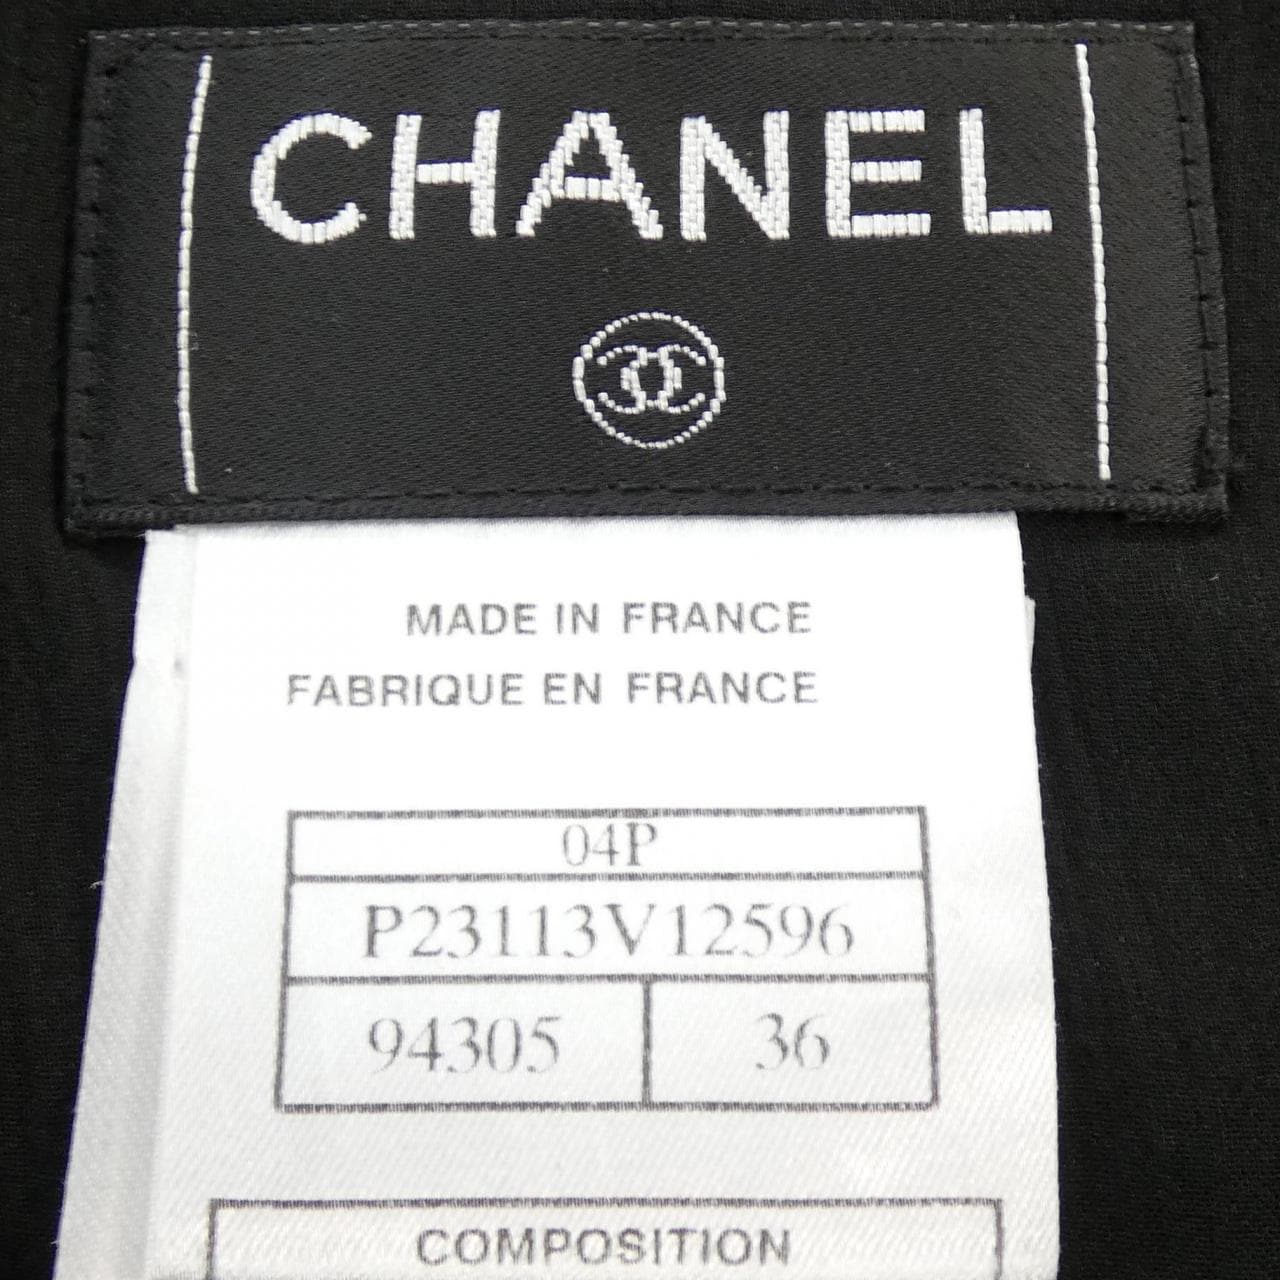 CHANEL
MADE IN FRANCE
FABRIQUE EN FRANCE
04P
P23113V12596
94305 36
COMPOSITION